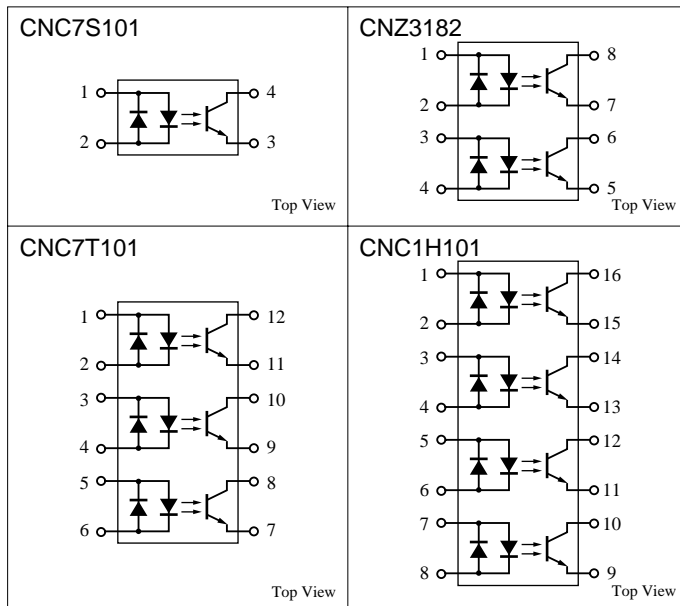 CNC7S101
1 4
2 3
Top View
CNZ3182
1 8
2 7
3 6
4 5
Top View
CNC7T101
1 12
2 11
3 10
4 9
5 8
6 7
Top View
CNC1H101
1 16
2 15
3 14
4 13
5 12
6 11
7 10
8 9
Top View